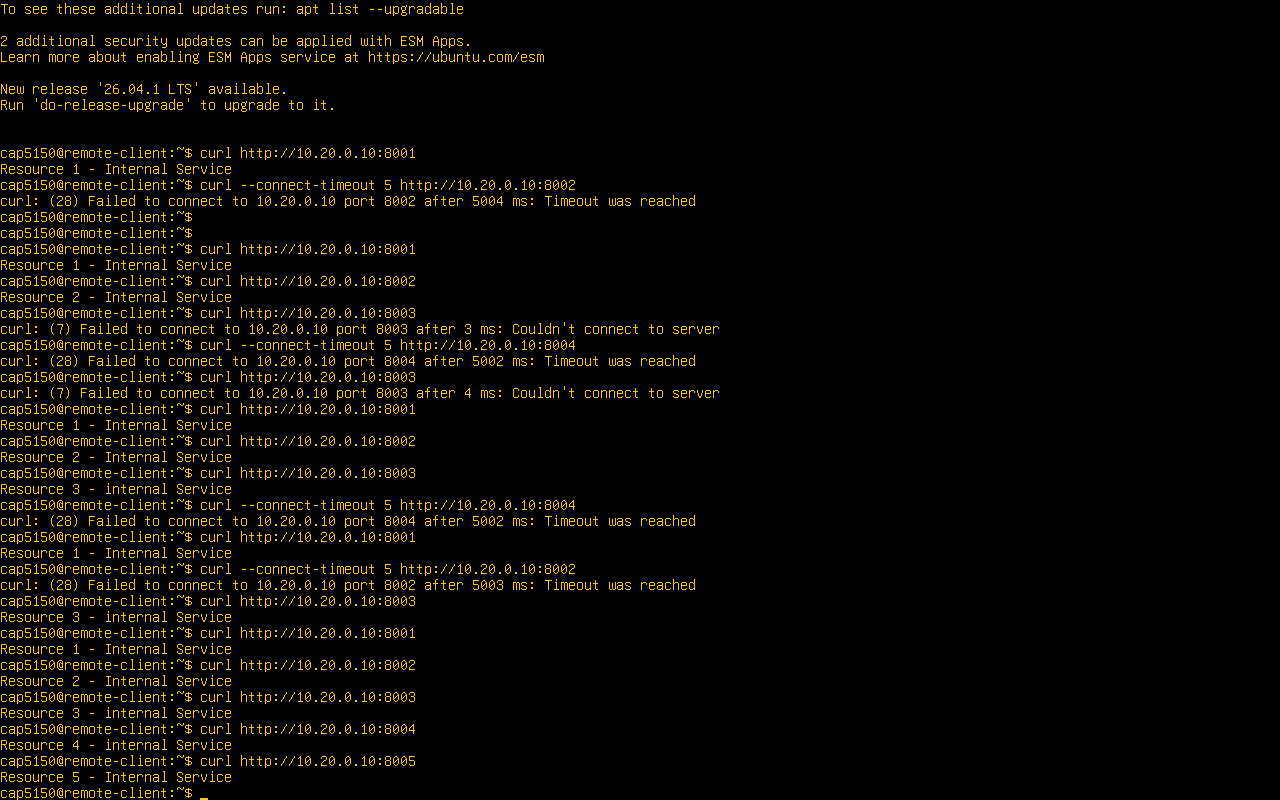 To see these additional updates run: apt list --upgradable
2 additional security updates can be applied with ESM Apps.
Learn more about enabling ESM Apps service at https://ubuntu.com/esm
New release '26.04.1 LTS' available.
Run 'do-release-upgrade' to upgrade to it.
cap5150@remote-client:~$ curl http://10.20.0.10:8001
Resource 1 - Internal Service
cap5150@remote-client:~$ curl --connect-timeout 5 http://10.20.0.10:8002
curl: (28) Failed to connect to 10.20.0.10 port 8002 after 5004 ms: Timeout was reached
cap5150@remote-client:~$
cap5150@remote-client:~$
cap5150@remote-client:~$ curl http://10.20.0.10:8001
Resource 1 - Internal Service
cap5150@remote-client:~$ curl http://10.20.0.10:8002
Resource 2 - Internal Service
cap5150@remote-client:~$ curl http://10.20.0.10:8003
curl: (7) Failed to connect to 10.20.0.10 port 8003 after 3 ms: Couldn't connect to server
cap5150@remote-client:~$ curl --connect-timeout 5 http://10.20.0.10:8004
curl: (28) Failed to connect to 10.20.0.10 port 8004 after 5002 ms: Timeout was reached
cap5150@remote-client:~$ curl http://10.20.0.10:8003
curl: (7) Failed to connect to 10.20.0.10 port 8003 after 4 ms: Couldn't connect to server
cap5150@remote-client:~$ curl http://10.20.0.10:8001
Resource 1 - Internal Service
cap5150@remote-client:~$ curl http://10.20.0.10:8002
Resource 2 - Internal Service
cap5150@remote-client:~$ curl http://10.20.0.10:8003
Resource 3 - internal Service
cap5150@remote-client:~$ curl --connect-timeout 5 http://10.20.0.10:8004
curl: (28) Failed to connect to 10.20.0.10 port 8004 after 5002 ms: Timeout was reached
cap5150@remote-client:~$ curl http://10.20.0.10:8001
Resource 1 - Internal Service
cap5150@remote-client:~$ curl --connect-timeout 5 http://10.20.0.10:8002
curl: (28) Failed to connect to 10.20.0.10 port 8002 after 5003 ms: Timeout was reached
cap5150@remote-client:~$ curl http://10.20.0.10:8003
Resource 3 - internal Service
cap5150@remote-client:~$ curl http://10.20.0.10:8001
Resource 1 - Internal Service
cap5150@remote-client:~$ curl http://10.20.0.10:8002
Resource 2 - Internal Service
cap5150@remote-client:~$ curl http://10.20.0.10:8003
Resource 3 - internal Service
cap5150@remote-client:~$ curl http://10.20.0.10:8004
Resource 4 - internal Service
cap5150@remote-client:~$ curl http://10.20.0.10:8005
Resource 5 - Internal Service
cap5150@remote-client:~$ _